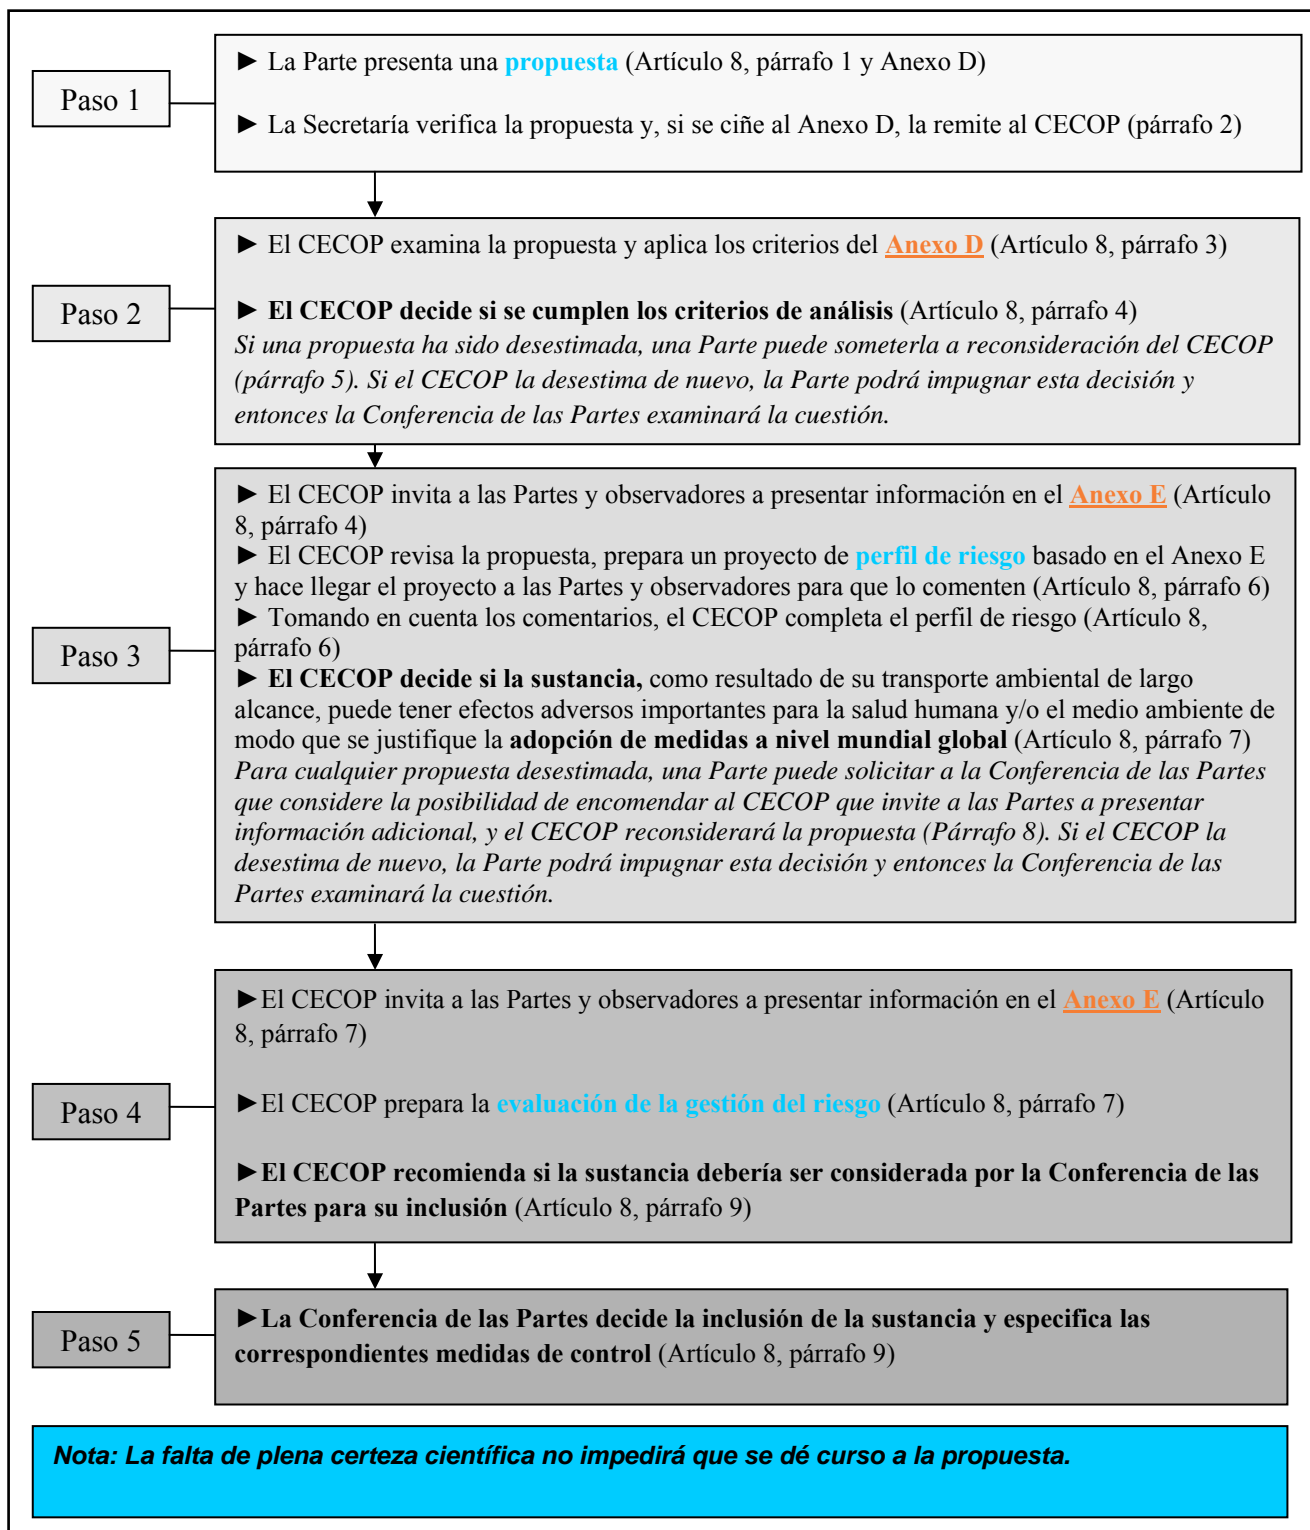 ► La Parte presenta una propuesta (Artículo 8, párrafo 1 y Anexo D)
Paso 1
► La Secretaría verifica la propuesta y, si se ciñe al Anexo D, la remite al CECOP (párrafo 2)
► El CECOP examina la propuesta y aplica los criterios del Anexo D (Artículo 8, párrafo 3)
Paso 2
► El CECOP decide si se cumplen los criterios de análisis (Artículo 8, párrafo 4)
Si una propuesta ha sido desestimada, una Parte puede someterla a reconsideración del CECOP
(párrafo 5). Si el CECOP la desestima de nuevo, la Parte podrá impugnar esta decisión y
entonces la Conferencia de las Partes examinará la cuestión.
► El CECOP invita a las Partes y observadores a presentar información en el Anexo E (Artículo
8, párrafo 4)
► El CECOP revisa la propuesta, prepara un proyecto de perfil de riesgo basado en el Anexo E
y hace llegar el proyecto a las Partes y observadores para que lo comenten (Artículo 8, párrafo 6)
► Tomando en cuenta los comentarios, el CECOP completa el perfil de riesgo (Artículo 8,
párrafo 6)
Paso 3
► El CECOP decide si la sustancia, como resultado de su transporte ambiental de largo
alcance, puede tener efectos adversos importantes para la salud humana y/o el medio ambiente de
modo que se justifique la adopción de medidas a nivel mundial global (Artículo 8, párrafo 7)
Para cualquier propuesta desestimada, una Parte puede solicitar a la Conferencia de las Partes
que considere la posibilidad de encomendar al CECOP que invite a las Partes a presentar
información adicional, y el CECOP reconsiderará la propuesta (Párrafo 8). Si el CECOP la
desestima de nuevo, la Parte podrá impugnar esta decisión y entonces la Conferencia de las
Partes examinará la cuestión.
►El CECOP invita a las Partes y observadores a presentar información en el Anexo E (Artículo
8, párrafo 7)
Paso 4
►El CECOP prepara la evaluación de la gestión del riesgo (Artículo 8, párrafo 7)
►El CECOP recomienda si la sustancia debería ser considerada por la Conferencia de las
Partes para su inclusión (Artículo 8, párrafo 9)
Paso 5
►La Conferencia de las Partes decide la inclusión de la sustancia y especifica las
correspondientes medidas de control (Artículo 8, párrafo 9)
Nota: La falta de plena certeza científica no impedirá que se dé curso a la propuesta.